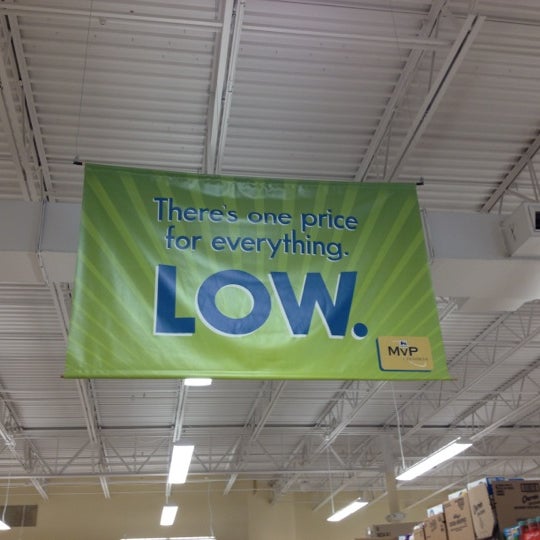 There's one price
for everything.
LOW.
MVP